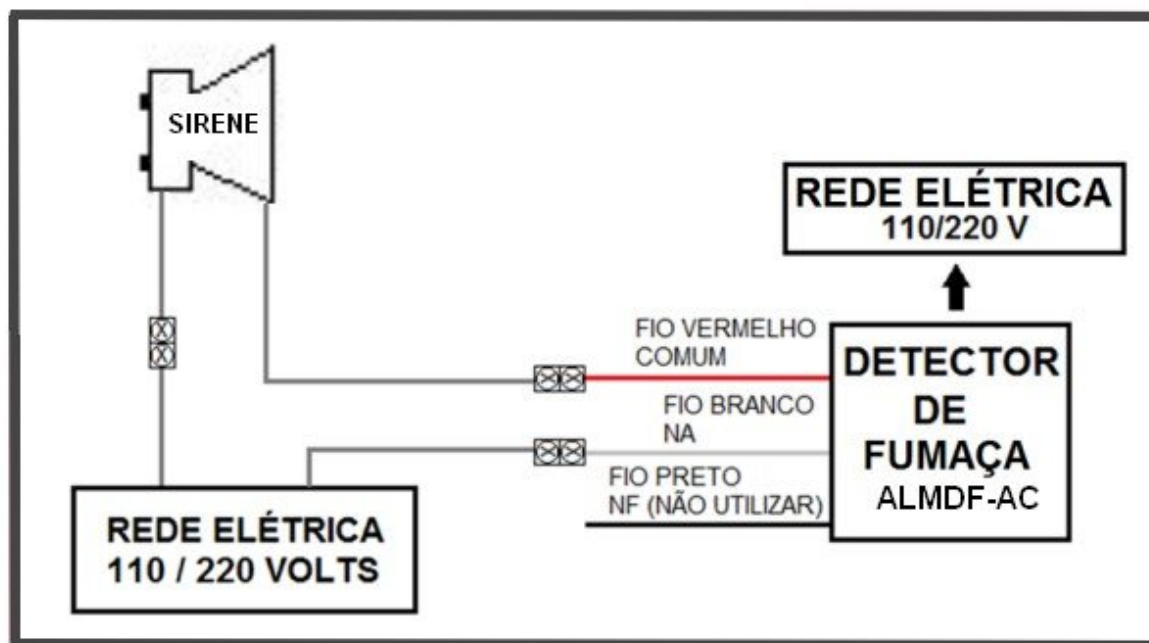 SIRENE
REDE ELÉTRICA
110/220 V
FIO VERMELHO
COMUM
FIO BRANCO
NA
FIO PRETO
NF (NÃO UTILIZAR)
DETECTOR
DE
FUMAÇA
ALMDF-AC
REDE ELÉTRICA
110 / 220 VOLTS